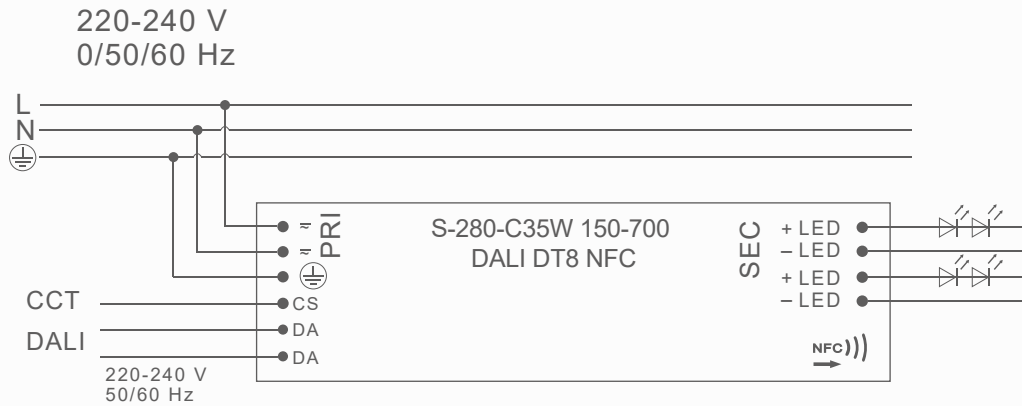 220-240 V
0/50/60 Hz
L
N
PRI
S-280-C35W 150-700
DALI DT8 NFC
SEC
+ LED
– LED
+ LED
– LED
CCT
CS
DALI
DA
DA
220-240 V
50/60 Hz
NFC